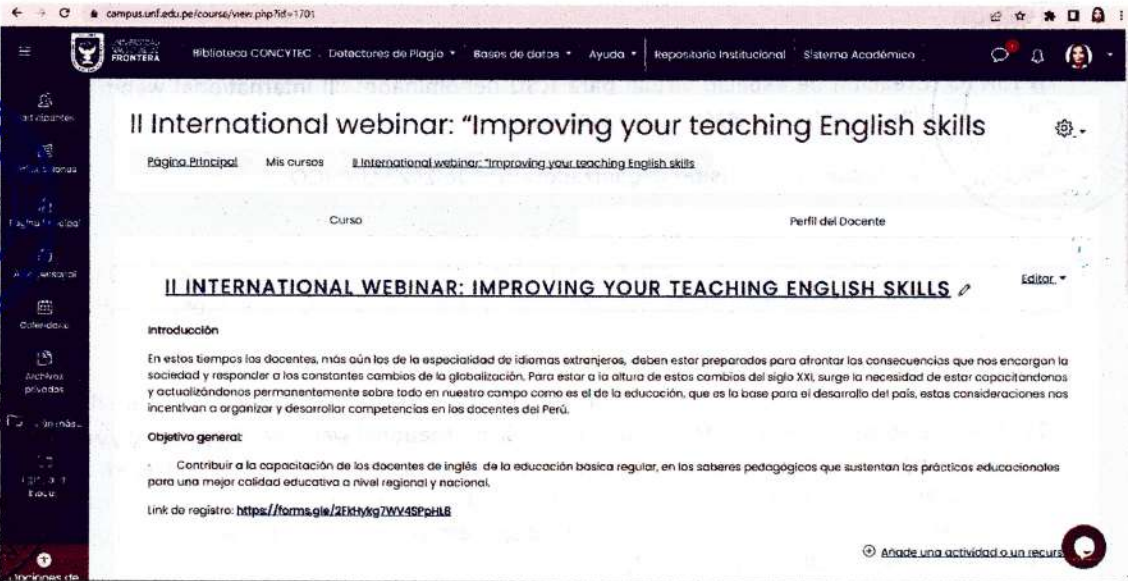 campus.unf.edu.pe/course/view.php?id=1701
FRONTERA
Biblioteca CONCYTEC
Detectores de Plagio
Bases de datos
Ayuda
Repositorio Institucional
Sistema Académico
II International webinar: “Improving your teaching English skills
Página Principal
Mis cursos
II International webinar: "Improving your teaching English skills
Curso
Perfil del Docente
II INTERNATIONAL WEBINAR: IMPROVING YOUR TEACHING ENGLISH SKILLS
Editar
Introducción
En estos tiempos los docentes, más aún los de la especialidad de idiomas extranjeros, deben estar preparados para afrontar las consecuencias que nos encargan la
sociedad y responder a los constantes cambios de la globalización. Para estar a la altura de estos cambios del siglo XXI, surge la necesidad de estar capacitandonos
y actualizándonos permanentemente sobre todo en nuestro campo como es el de la educación, que es la base para el desarrollo del país, estas consideraciones nos
incentivan a organizar y desarrollar competencias en los docentes del Perú.
Objetivo general:
Contribuir a la capacitación de los docentes de inglés de la educación básica regular, en los saberes pedagógicos que sustentan las prácticas educacionales
para una mejor calidad educativa a nivel regional y nacional.
Link de registro: https://forms.gle/2FkHykg7WV4SPpHL8
Añade una actividad o un recurs
Calendario
Archivos
privados